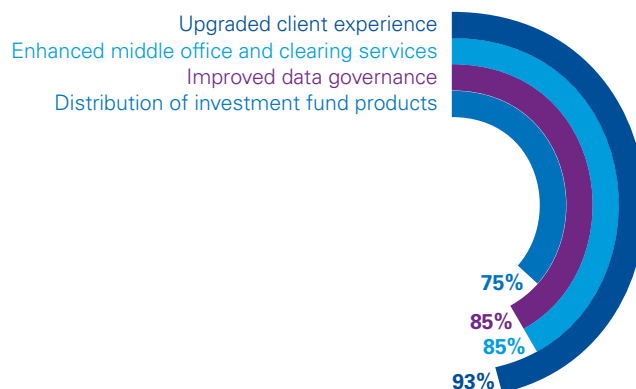 Upgraded client experience
Enhanced middle office and clearing services
Improved data governance
Distribution of investment fund products
75%
85%
85%
93%